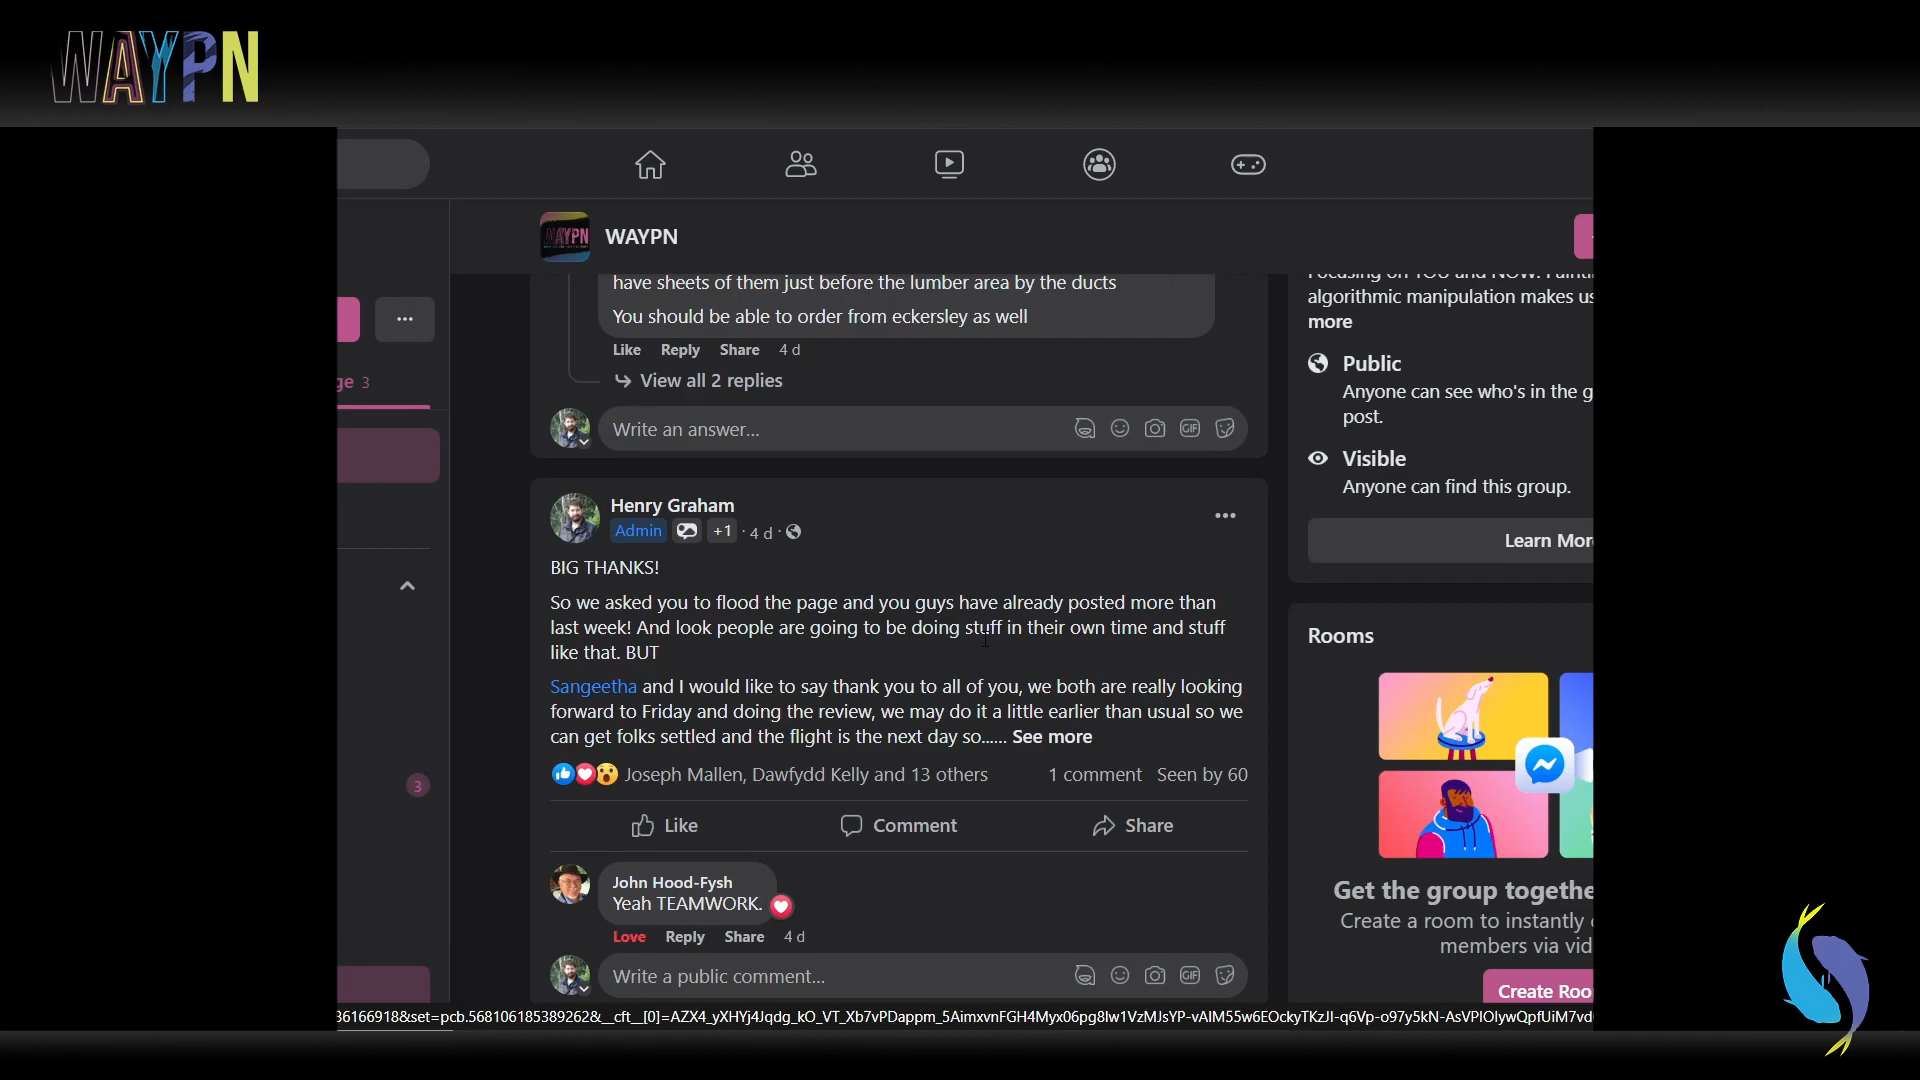 WAYPN
WAYPN
WAYPN
have sheets of them just before the lumber area by the ducts
You should be able to order from eckersley as well
Like Reply Share 4 d
View all 2 replies
Write an answer...
GIF
ge 3
3
Henry Graham
Admin +1 · 4 d ·
BIG THANKS!
So we asked you to flood the page and you guys have already posted more than
last week! And look people are going to be doing stuff in their own time and stuff
like that. BUT
Sangeetha and I would like to say thank you to all of you, we both are really looking
forward to Friday and doing the review, we may do it a little earlier than usual so we
can get folks settled and the flight is the next day so...... See more
Joseph Mallen, Dawfydd Kelly and 13 others 1 comment Seen by 60
Like Comment Share
John Hood-Fysh
Yeah TEAMWORK.
Love Reply Share 4 d
Write a public comment...
GIF
algorithmic manipulation makes us
more
Public
Anyone can see who's in the g
post.
Visible
Anyone can find this group.
Learn Mor
Rooms
Get the group togethe
Create a room to instantly
members via vid
Create Roo
36166918&set=pcb.568106185389262&__cft__[0]=AZX4_yXHYj4Jqdg_kO_VT_Xb7vPDappm_5AimxvnFGH4Myx06pg8lw1VzMJsYP-vAIM55w6EOckyTKzJI-q6Vp-o97y5kN-AsVPIOlywQpfUiM7vd